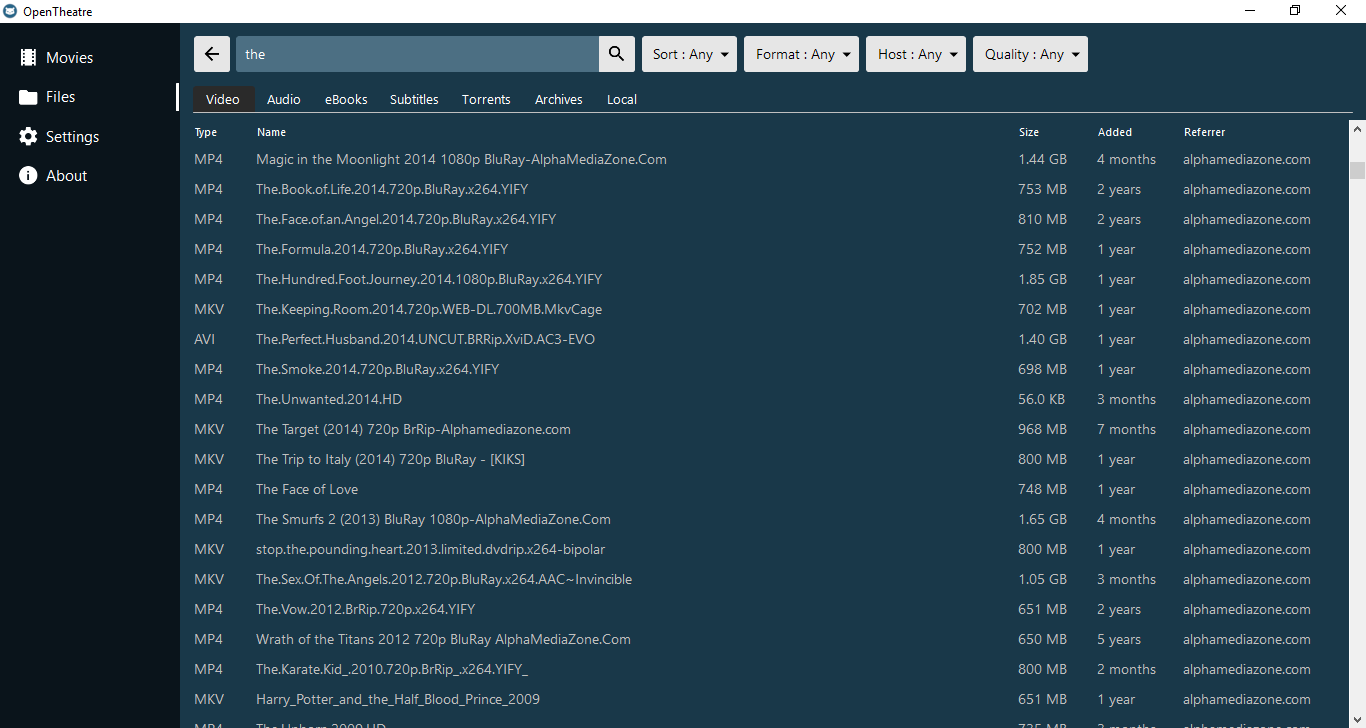 OpenTheatre
Movies
Files
Settings
About
the
Sort : Any
Format : Any
Host : Any
Quality : Any
Video Audio eBooks Subtitles Torrents Archives Local
Type Name Size Added Referrer
MP4 Magic in the Moonlight 2014 1080p BluRay-AlphaMediaZone.Com 1.44 GB 4 months alphamediazone.com
MP4 The.Book.of.Life.2014.720p.BluRay.x264.YIFY 753 MB 2 years alphamediazone.com
MP4 The.Face.of.an.Angel.2014.720p.BluRay.x264.YIFY 810 MB 2 years alphamediazone.com
MP4 The.Formula.2014.720p.BluRay.x264.YIFY 752 MB 1 year alphamediazone.com
MP4 The.Hundred.Foot.Journey.2014.1080p.BluRay.x264.YIFY 1.85 GB 1 year alphamediazone.com
MKV The.Keeping.Room.2014.720p.WEB-DL.700MB.MkvCage 702 MB 1 year alphamediazone.com
AVI The.Perfect.Husband.2014.UNCUT.BRRip.XviD.AC3-EVO 1.40 GB 1 year alphamediazone.com
MP4 The.Smoke.2014.720p.BluRay.x264.YIFY 698 MB 1 year alphamediazone.com
MP4 The.Unwanted.2014.HD 56.0 KB 3 months alphamediazone.com
MKV The Target (2014) 720p BrRip-Alphamediazone.com 968 MB 7 months alphamediazone.com
MKV The Trip to Italy (2014) 720p BluRay - [KIKS] 800 MB 1 year alphamediazone.com
MP4 The Face of Love 748 MB 1 year alphamediazone.com
MP4 The Smurfs 2 (2013) BluRay 1080p-AlphaMediaZone.Com 1.65 GB 4 months alphamediazone.com
MKV stop.the.pounding.heart.2013.limited.dvdrip.x264-bipolar 800 MB 1 year alphamediazone.com
MKV The.Sex.Of.The.Angels.2012.720p.BluRay.x264.AAC~Invincible 1.05 GB 3 months alphamediazone.com
MP4 The.Vow.2012.BrRip.720p.x264.YIFY 651 MB 2 years alphamediazone.com
MP4 Wrath of the Titans 2012 720p BluRay AlphaMediaZone.Com 650 MB 5 years alphamediazone.com
MP4 The.Karate.Kid_.2010.720p.BrRip_.x264.YIFY_ 800 MB 2 months alphamediazone.com
MKV Harry_Potter_and_the_Half_Blood_Prince_2009 651 MB 1 year alphamediazone.com